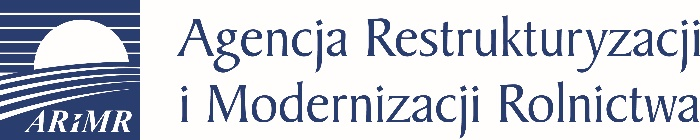 Agencja Restrukturyzacji
i Modernizacji Rolnictwa
ARiMR